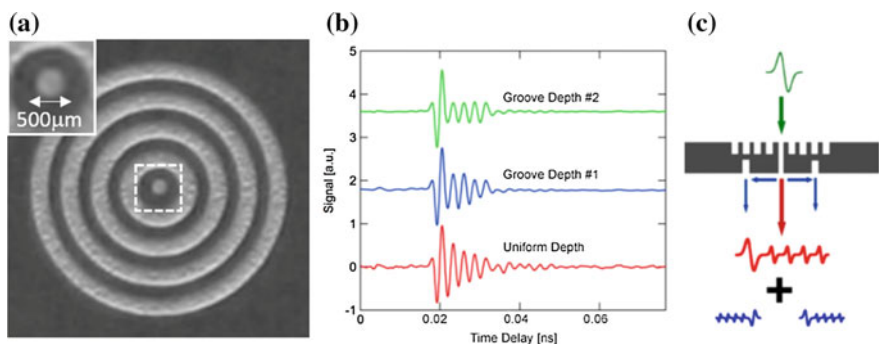 (a)
500µm
(b)
5
4
3
2
1
0
-1
Signal [a.u.]
Groove Depth #2
Groove Depth #1
Uniform Depth
0
0.02
0.04
0.06
Time Delay [ns]
(c)
+